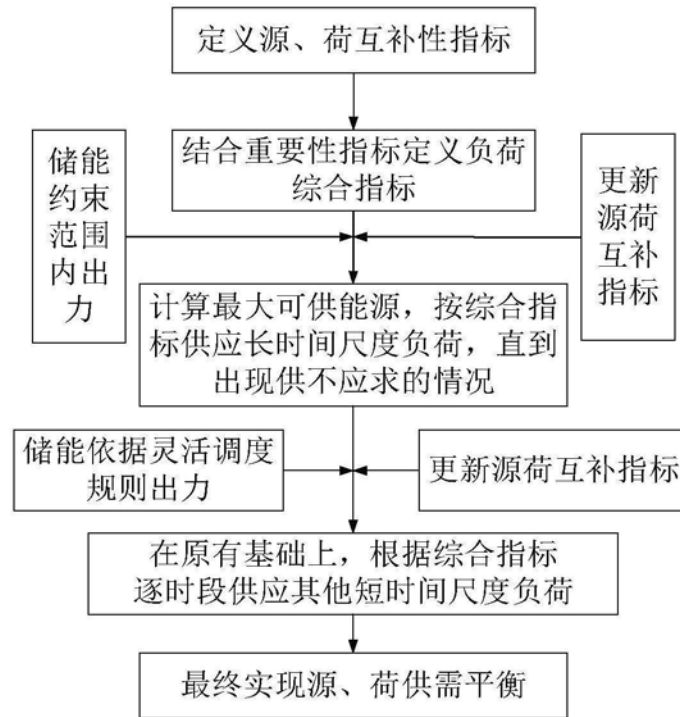 定义源、荷互补性指标
结合重要性指标定义负荷
综合指标
储能
约束
范围
内出
力
更新
源荷
互补
指标
计算最大可供能源，按综合指
标供应长时间尺度负荷，直到
出现供不应求的情况
储能依据灵活调度
规则出力
更新源荷互补指标
在原有基础上，根据综合指标
逐时段供应其他短时间尺度负荷
最终实现源、荷供需平衡